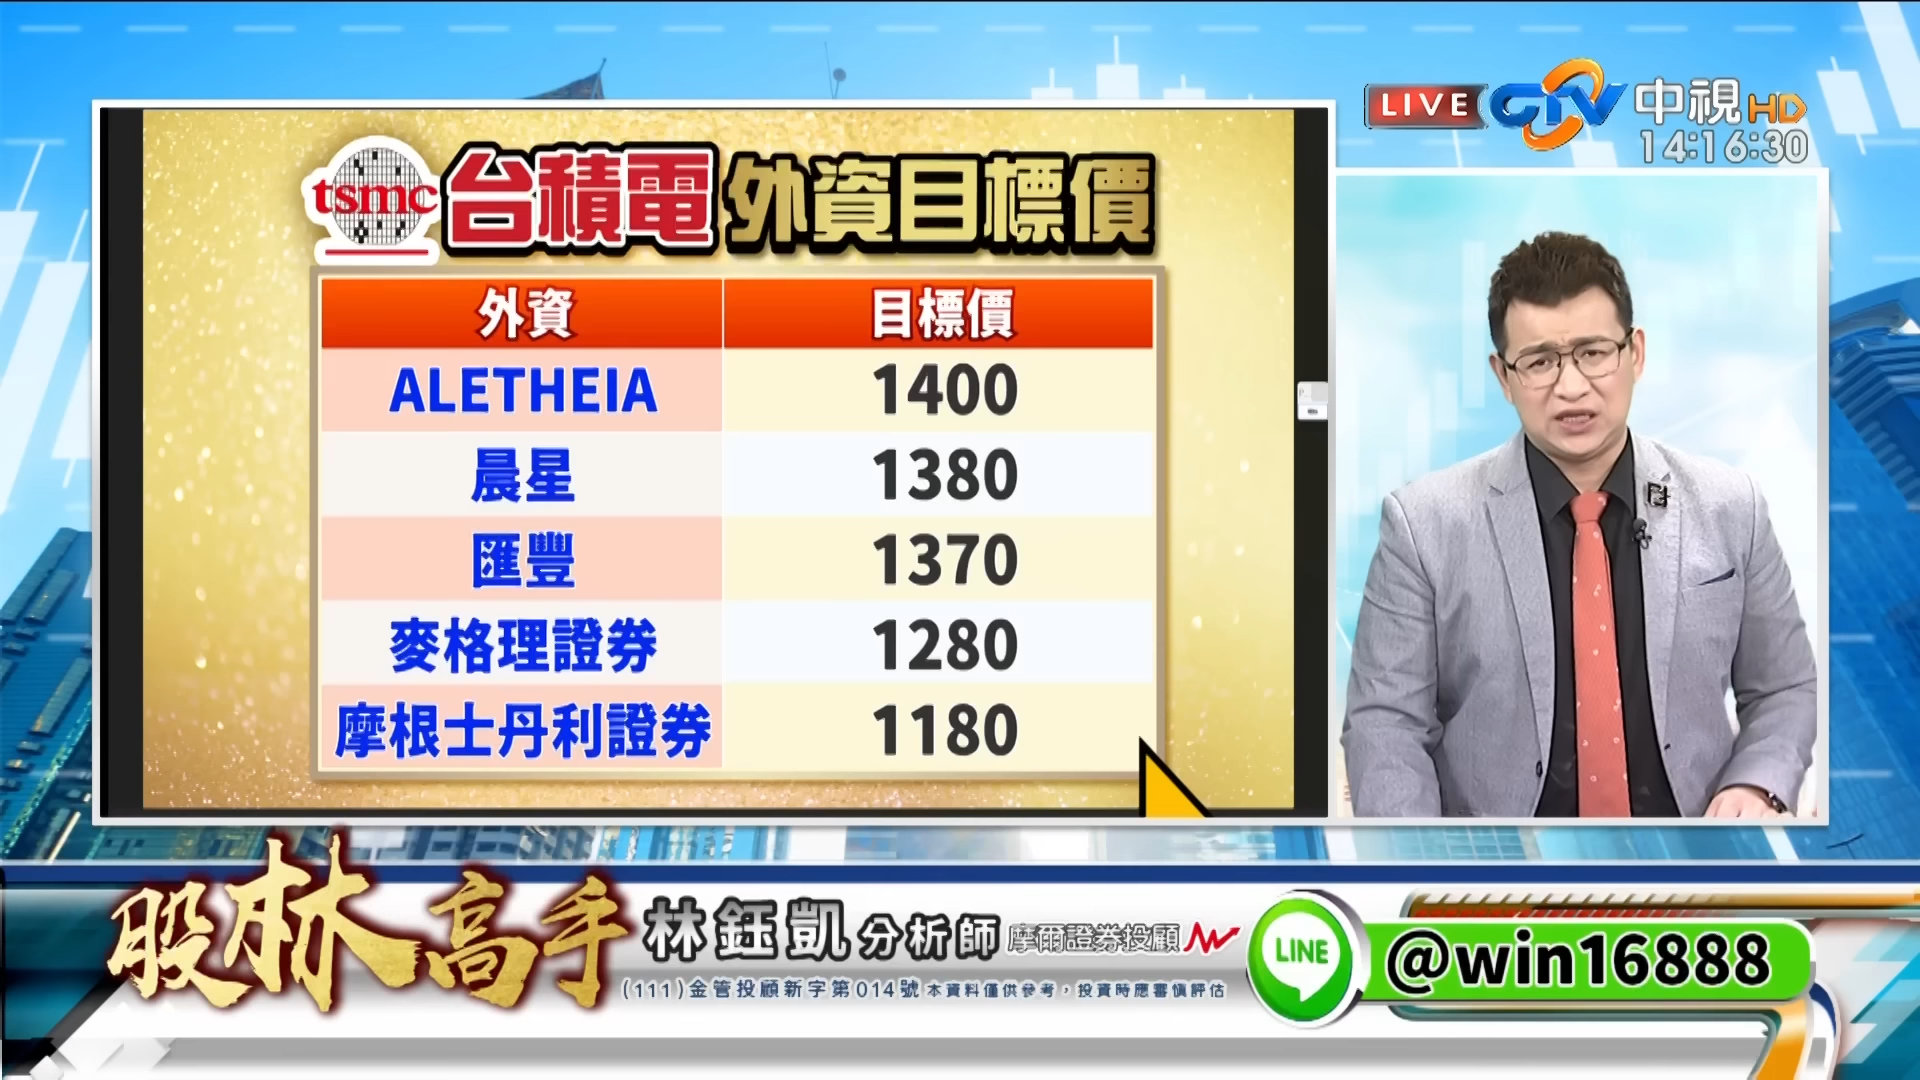 LIVE CTV 中視HD
14:16:30
tsmc 台積電 外資目標價
外資 目標價
ALETHEIA 1400
晨星 1380
匯豐 1370
麥格理證券 1280
摩根士丹利證券 1180
股林高手 林鈺凱 分析師 摩爾證券投顧
(111)金管投顧新字第014號 本資料僅供參考，投資時應審慎評估
LINE @win16888